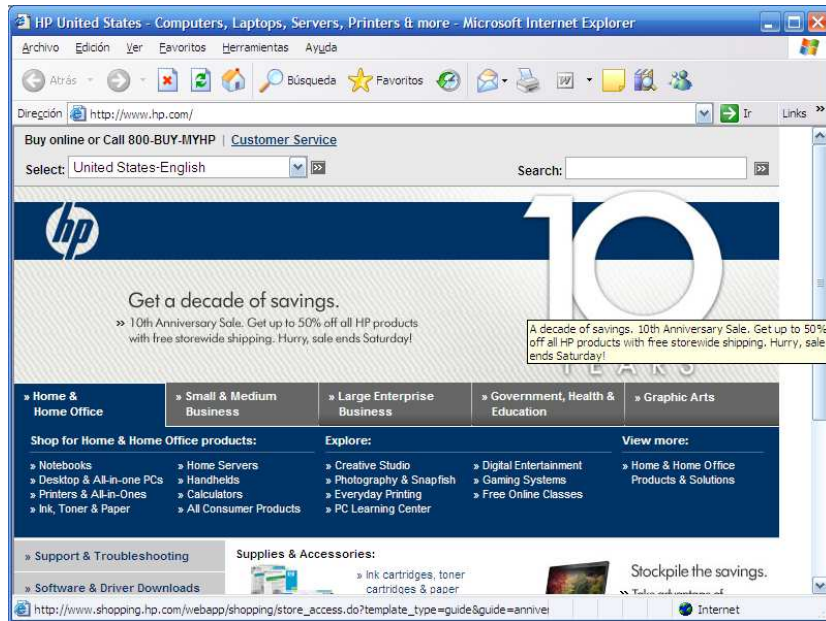 HP United States - Computers, Laptops, Servers, Printers & more - Microsoft Internet Explorer
Archivo Edición Ver Favoritos Herramientas Ayuda
Atrás Búsqueda Favoritos
Dirección http://www.hp.com/ Ir Links »
Buy online or Call 800-BUY-MYHP | Customer Service
Select: United States-English Search:
hp
10
YEARS
Get a decade of savings.
» 10th Anniversary Sale. Get up to 50% off all HP products
with free storewide shipping. Hurry, sale ends Saturday!
A decade of savings. 10th Anniversary Sale. Get up to 50%
off all HP products with free storewide shipping. Hurry, sale
ends Saturday!
» Home & » Small & Medium » Large Enterprise » Government, Health & » Graphic Arts
Home Office Business Business Education
Shop for Home & Home Office products: Explore: View more:
» Notebooks » Home Servers » Creative Studio » Digital Entertainment » Home & Home Office
» Desktop & All-in-one PCs » Handhelds » Photography & Snapfish » Gaming Systems Products & Solutions
» Printers & All-in-Ones » Calculators » Everyday Printing » Free Online Classes
» Ink, Toner & Paper » All Consumer Products » PC Learning Center
» Support & Troubleshooting Supplies & Accessories:
» Ink cartridges, toner Stockpile the savings.
» Software & Driver Downloads cartridges & paper » Take advantage of
http://www.shopping.hp.com/webapp/shopping/store_access.do?template_type=guide&guide=anniver Internet